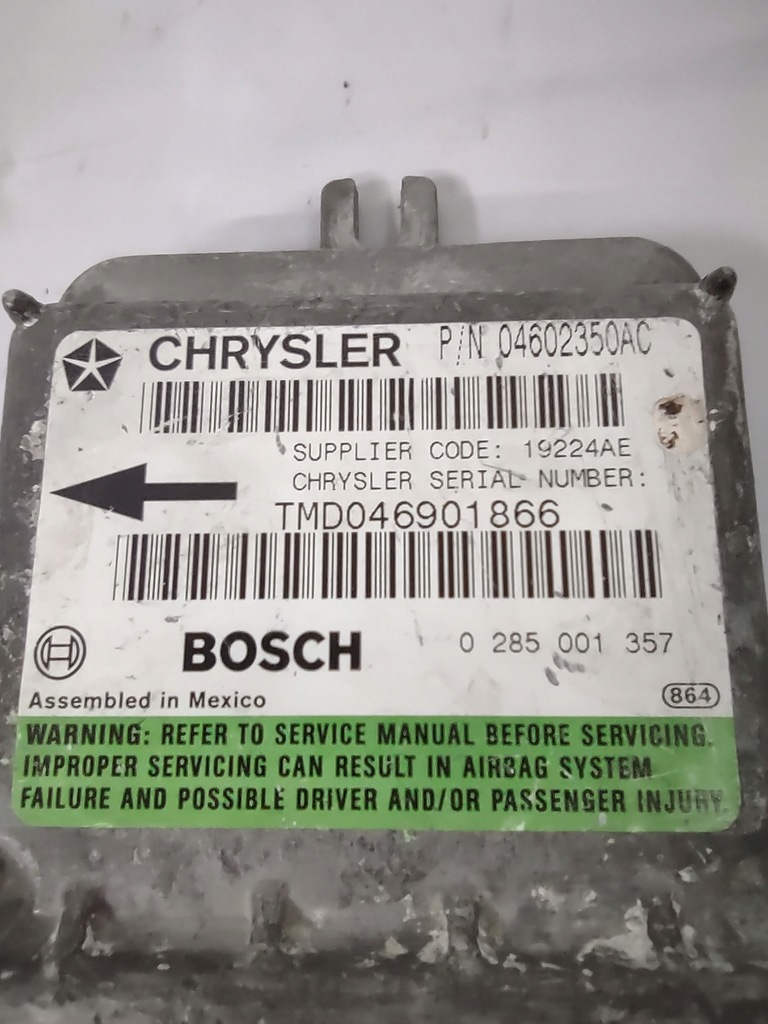 CHRYSLER P/N 04602350AC
SUPPLIER CODE: 19224AE
CHRYSLER SERIAL NUMBER:
TMD046901866
BOSCH 0 285 001 357
Assembled in Mexico 864
WARNING: REFER TO SERVICE MANUAL BEFORE SERVICING.
IMPROPER SERVICING CAN RESULT IN AIRBAG SYSTEM
FAILURE AND POSSIBLE DRIVER AND/OR PASSENGER INJURY.